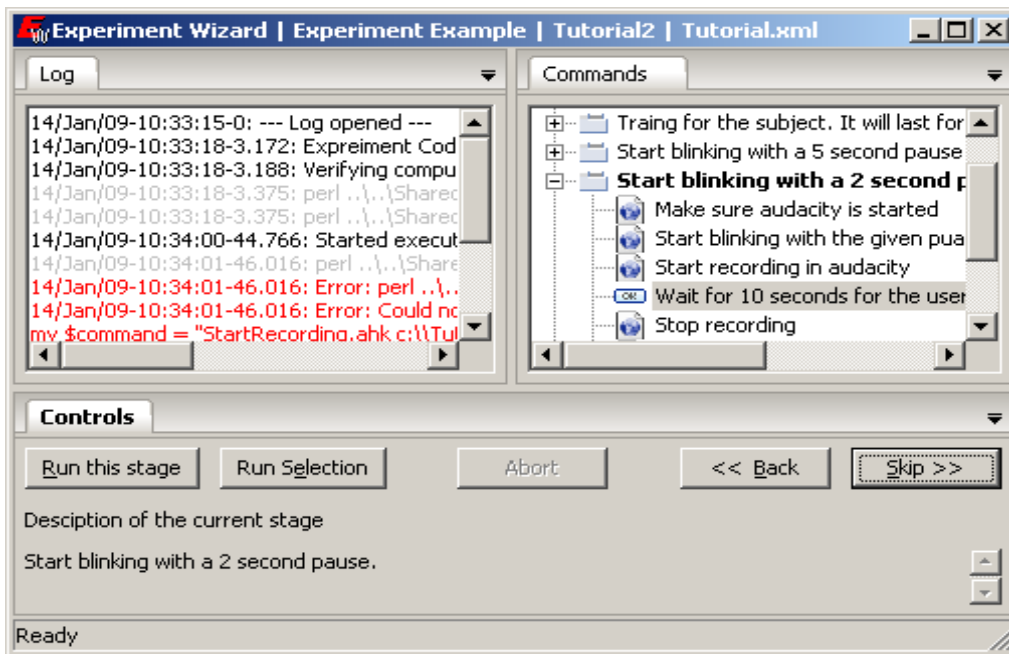 Experiment Wizard | Experiment Example | Tutorial2 | Tutorial.xml
Log
14/Jan/09-10:33:15-0: --- Log opened ---
14/Jan/09-10:33:18-3.172: Expreiment Cod
14/Jan/09-10:33:18-3.188: Verifying compu
14/Jan/09-10:33:18-3.375: perl ..\..\Shared
14/Jan/09-10:33:18-3.375: perl ..\..\Shared
14/Jan/09-10:34:00-44.766: Started execut
14/Jan/09-10:34:01-46.016: perl ..\..\Share
14/Jan/09-10:34:01-46.016: Error: perl ..\..
14/Jan/09-10:34:01-46.016: Error: Could no
my $command = "StartRecording.ahk c:\\Tut
Commands
Traing for the subject. It will last for
Start blinking with a 5 second pause
Start blinking with a 2 second p
Make sure audacity is started
Start blinking with the given pua
Start recording in audacity
OK Wait for 10 seconds for the user
Stop recording
Controls
Run this stage Run Selection Abort << Back Skip >>
Desciption of the current stage
Start blinking with a 2 second pause.
Ready